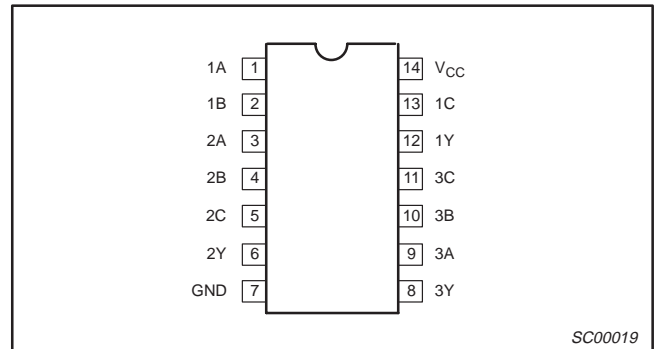 1A 1 14 VCC
1B 2 13 1C
2A 3 12 1Y
2B 4 11 3C
2C 5 10 3B
2Y 6 9 3A
GND 7 8 3Y
SC00019